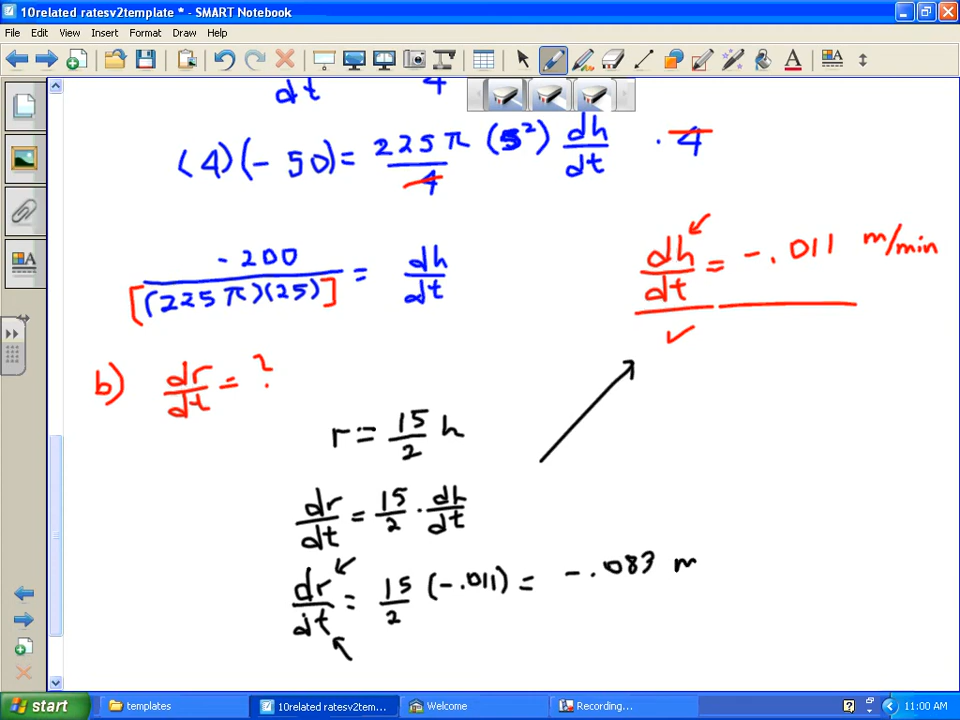 10related ratesv2template * - SMART Notebook
File Edit View Insert Format Draw Help
dt 4
(4)(- 50) = 225π/4 (5²) dh/dt · 4
-200 / [(225π)(25)] = dh/dt
dh/dt = -.011 m/min
b) dr/dt = ?
r = 15/2 h
dr/dt = 15/2 · dh/dt
dr/dt = 15/2 (-.011) = -.083 m
start templates 10related ratesv2tem... Welcome Recording... 11:00 AM